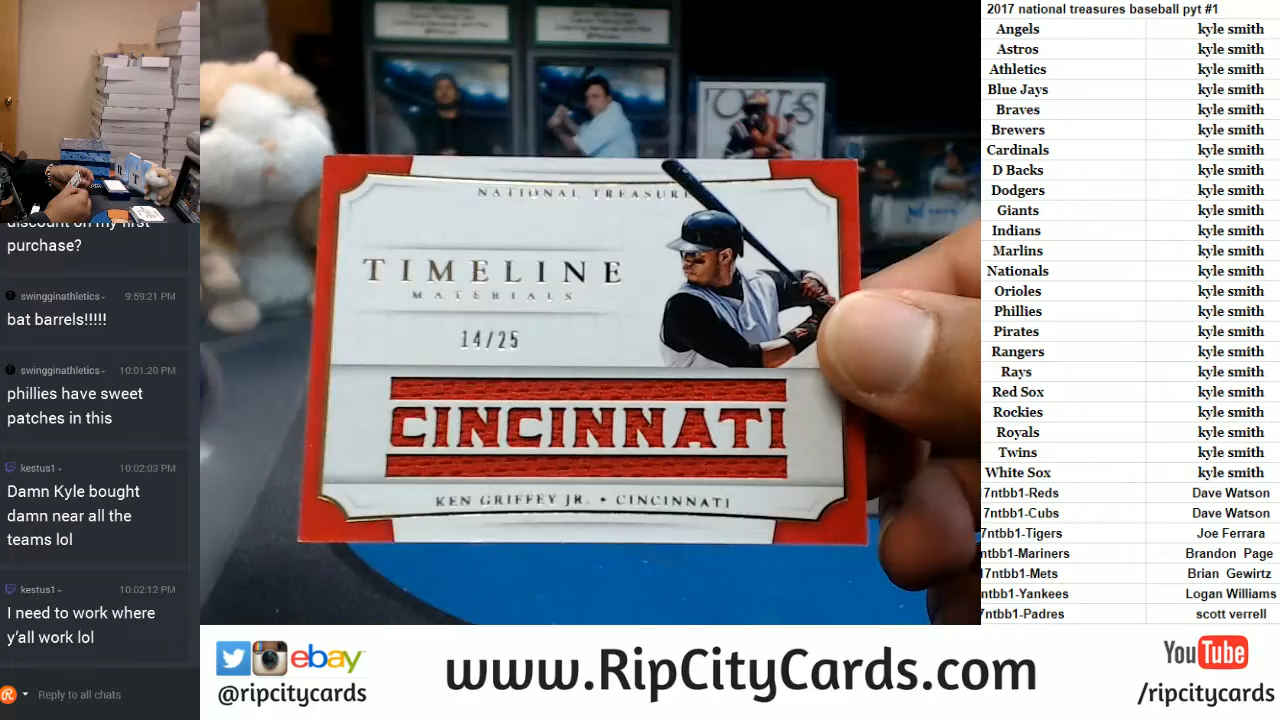 discount on my first
purchase?
swingginathletics
9:59:21 PM
bat barrels!!!!!
swingginathletics
10:01:20 PM
phillies have sweet
patches in this
kestus1
10:02:03 PM
Damn Kyle bought
damn near all the
teams lol
kestus1
10:02:12 PM
I need to work where
y'all work lol
Reply to all chats
NATIONAL TREASUR
TIMELINE
MATERIALS
14/25
CINCINNATI
KEN GRIFFEY JR. • CINCINNATI
2017 national treasures baseball pyt #1
Angels kyle smith
Astros kyle smith
Athletics kyle smith
Blue Jays kyle smith
Braves kyle smith
Brewers kyle smith
Cardinals kyle smith
D Backs kyle smith
Dodgers kyle smith
Giants kyle smith
Indians kyle smith
Marlins kyle smith
Nationals kyle smith
Orioles kyle smith
Phillies kyle smith
Pirates kyle smith
Rangers kyle smith
Rays kyle smith
Red Sox kyle smith
Rockies kyle smith
Royals kyle smith
Twins kyle smith
White Sox kyle smith
7ntbb1-Reds Dave Watson
7ntbb1-Cubs Dave Watson
7ntbb1-Tigers Joe Ferrara
ntbb1-Mariners Brandon Page
17ntbb1-Mets Brian Gewirtz
ntbb1-Yankees Logan Williams
7ntbb1-Padres scott verrell
ebay
@ripcitycards
www.RipCityCards.com
YouTube
/ripcitycards